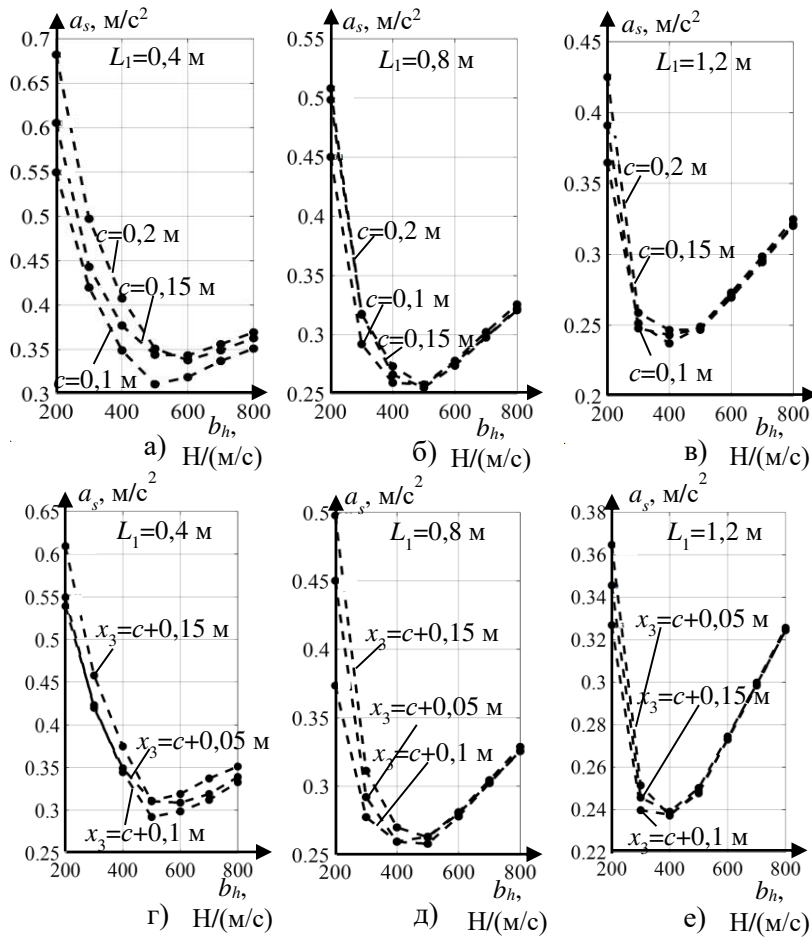 a_s, м/с²
0,7
0.65
0.6
0.55
0.5
0.45
0.4
0.35
0.3
L₁=0,4 м
c=0,2 м
c=0,15 м
c=0,1 м
200 400 600 800
b_h,
Н/(м/с)
а)
a_s, м/с²
0.55
0.5
0.45
0.4
0.35
0.3
0.25
L₁=0,8 м
c=0,2 м
c=0,1 м
c=0,15 м
200 400 600 800
b_h,
Н/(м/с)
б)
a_s, м/с²
0.45
0.4
0.35
0.3
0.25
0.2
L₁=1,2 м
c=0,2 м
c=0,15 м
c=0,1 м
200 400 600 800
b_h,
Н/(м/с)
в)
a_s, м/с²
0.65
0.6
0.55
0.5
0.45
0.4
0.35
0.3
0.25
L₁=0,4 м
x₃=c+0,15 м
x₃=c+0,05 м
x₃=c+0,1 м
200 400 600 800
b_h,
Н/(м/с)
г)
a_s, м/с²
0.5
0.45
0.4
0.35
0.3
0.25
L₁=0,8 м
x₃=c+0,15 м
x₃=c+0,05 м
x₃=c+0,1 м
200 400 600 800
b_h,
Н/(м/с)
д)
a_s, м/с²
0.38
0.36
0.34
0.32
0.3
0.28
0.26
0.24
0.22
L₁=1,2 м
x₃=c+0,05 м
x₃=c+0,15 м
x₃=c+0,1 м
200 400 600 800
b_h,
Н/(м/с)
е)